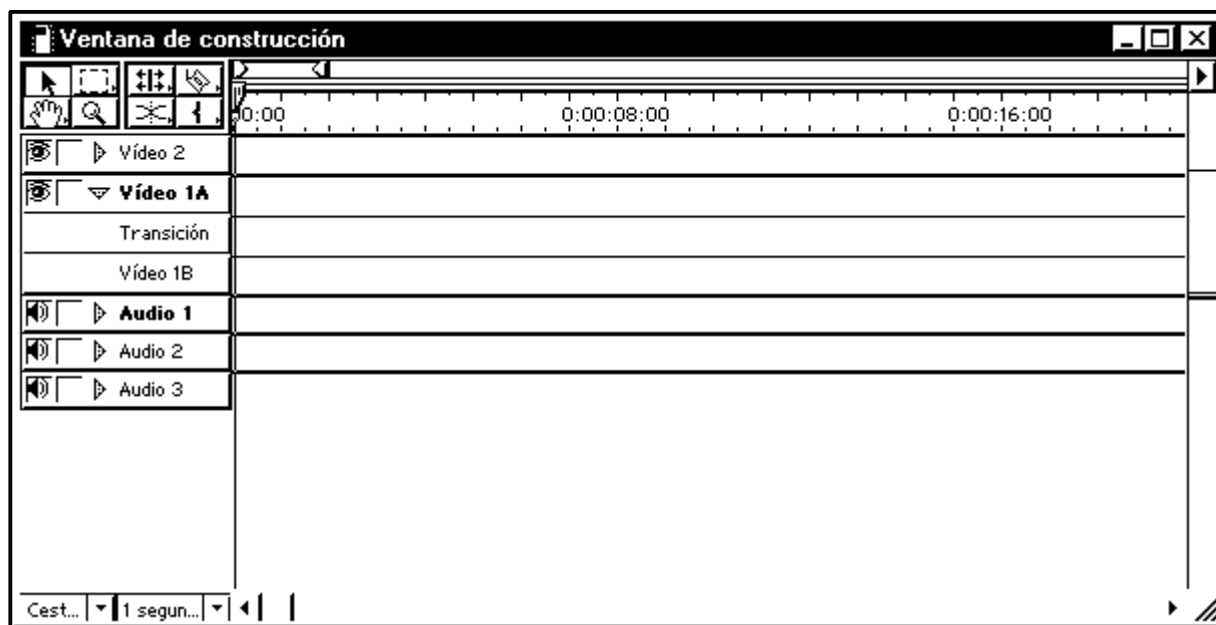 Ventana de construcción
00:00 0:00:08:00 0:00:16:00
Vídeo 2
Vídeo 1A
Transición
Vídeo 1B
Audio 1
Audio 2
Audio 3
Cest... 1 segun...